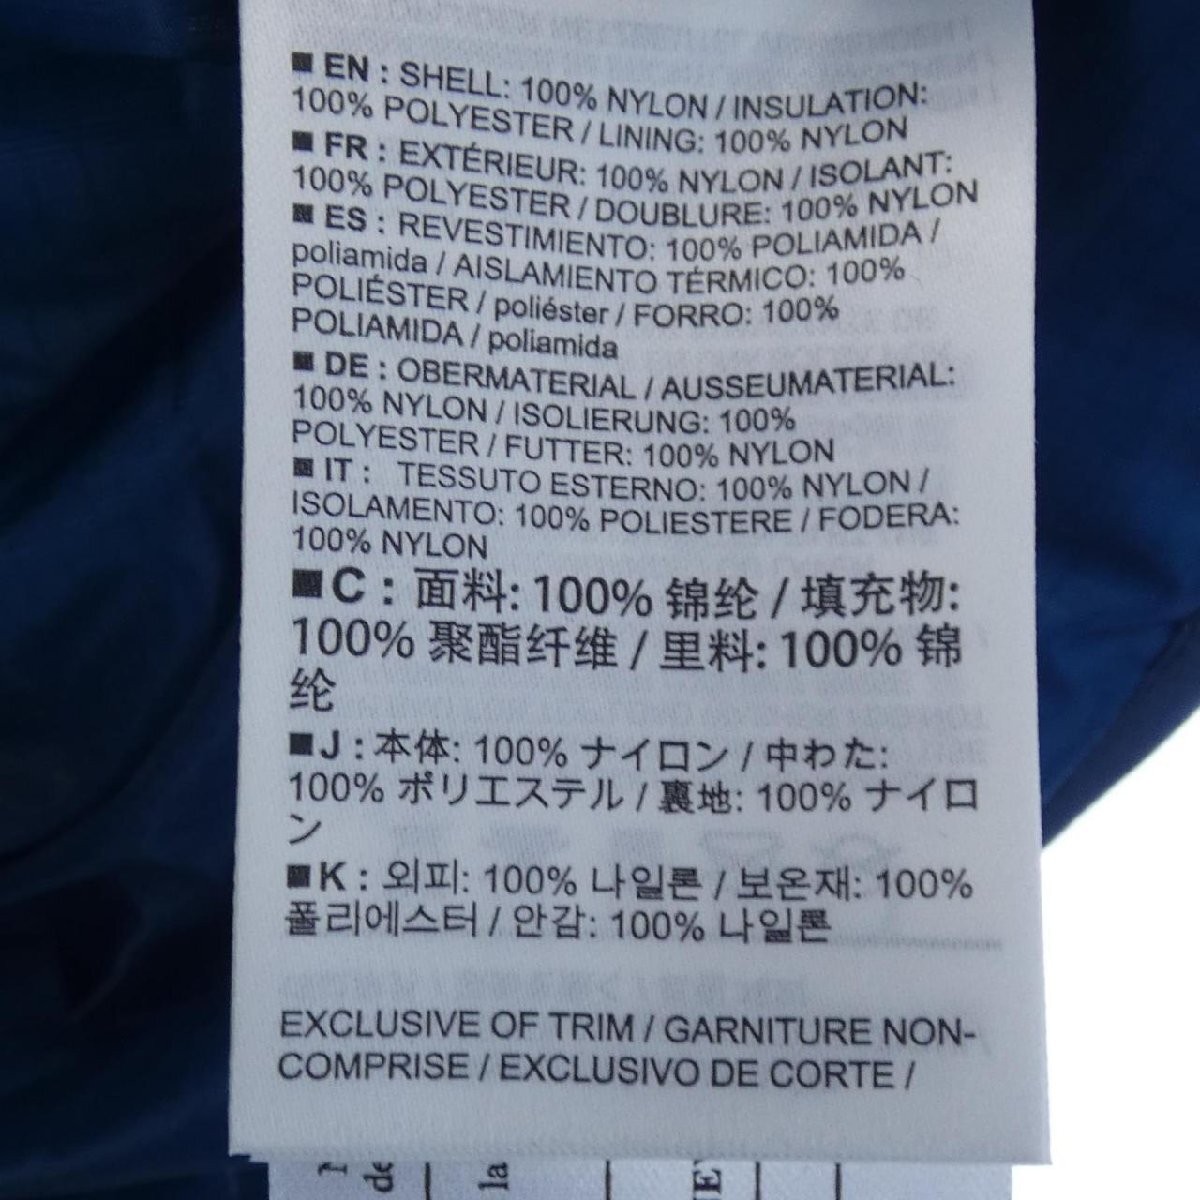 ■ EN : SHELL: 100% NYLON / INSULATION:
100% POLYESTER / LINING: 100% NYLON
■ FR : EXTÉRIEUR: 100% NYLON / ISOLANT:
100% POLYESTER / DOUBLURE: 100% NYLON
■ ES : REVESTIMIENTO: 100% POLIAMIDA /
poliamida / AISLAMIENTO TÉRMICO: 100%
POLIÉSTER / poliéster / FORRO: 100%
POLIAMIDA / poliamida
■ DE : OBERMATERIAL / AUSSEUMATERIAL:
100% NYLON / ISOLIERUNG: 100%
POLYESTER / FUTTER: 100% NYLON
■ IT : TESSUTO ESTERNO: 100% NYLON /
ISOLAMENTO: 100% POLIESTERE / FODERA:
100% NYLON
■ C : 面料: 100% 锦纶 / 填充物:
100% 聚酯纤维 / 里料: 100% 锦
纶
■ J : 本体: 100% ナイロン / 中わた:
100% ポリエステル / 裏地: 100% ナイロ
ン
■ K : 외피: 100% 나일론 / 보온재: 100%
폴리에스터 / 안감: 100% 나일론
EXCLUSIVE OF TRIM / GARNITURE NON-
COMPRISE / EXCLUSIVO DE CORTE /
de
la